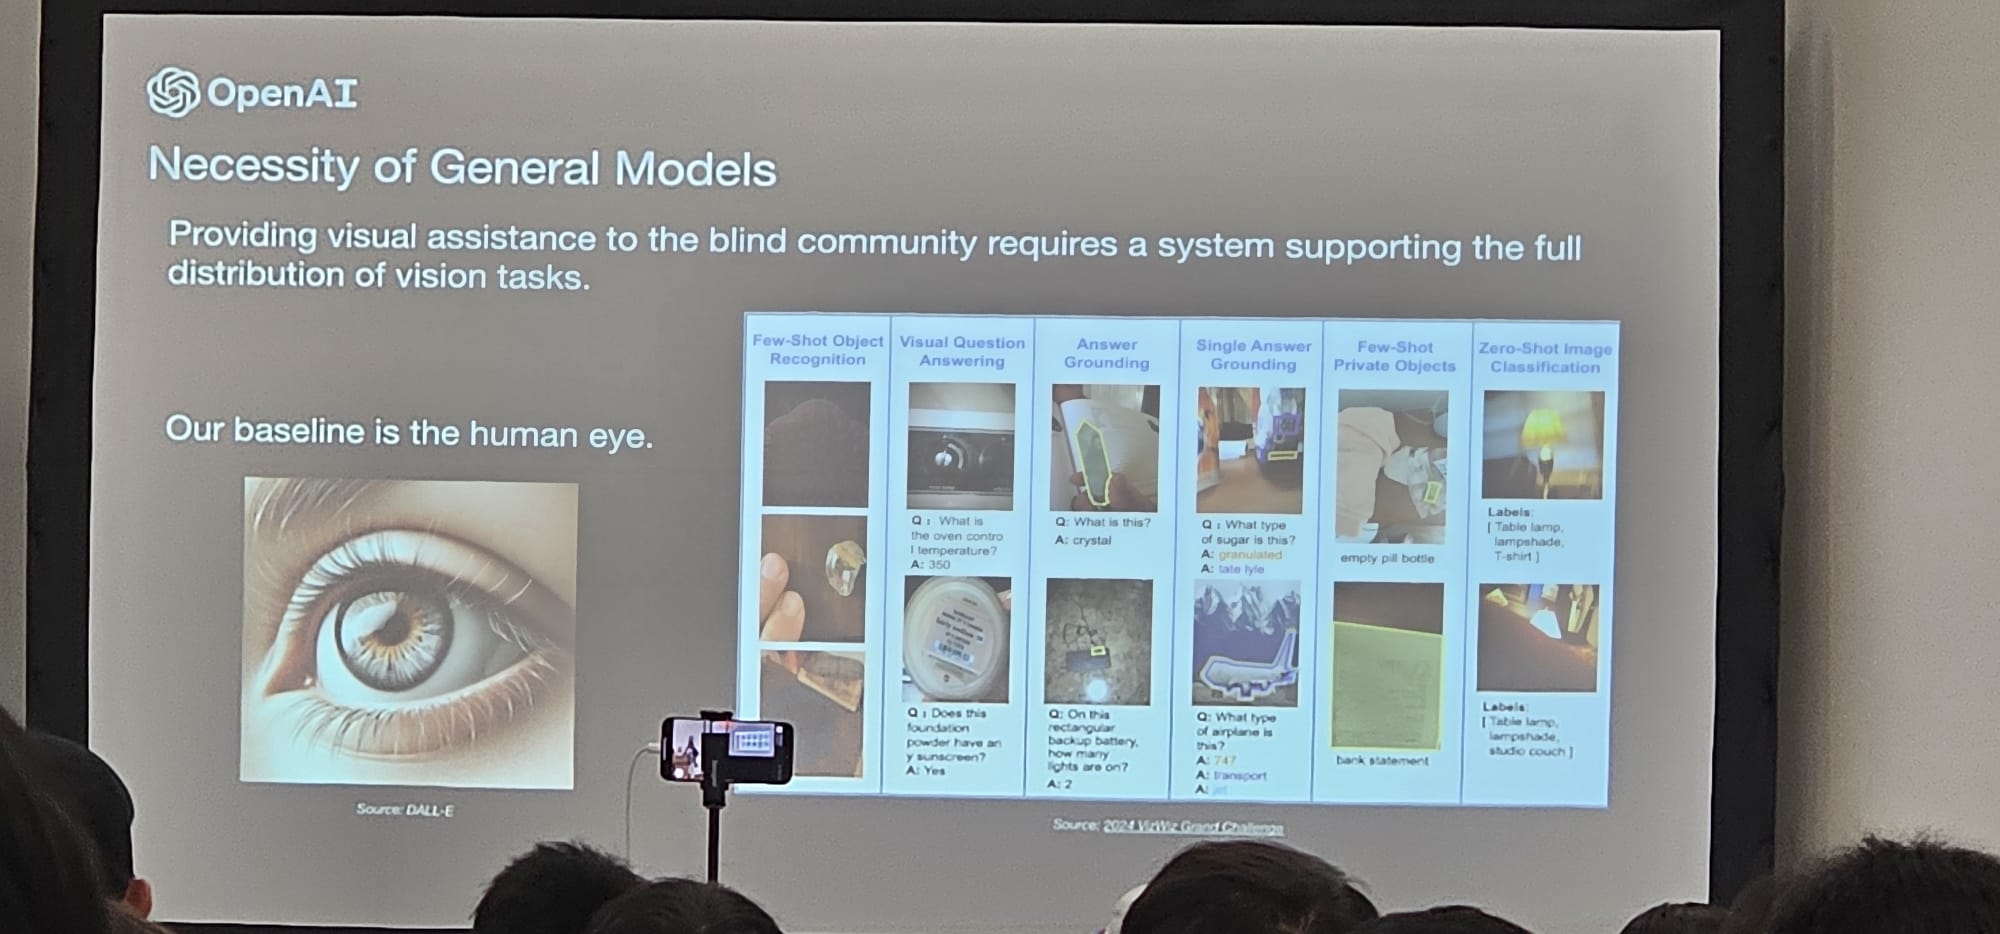 OpenAI
Necessity of General Models
Providing visual assistance to the blind community requires a system supporting the full
distribution of vision tasks.
Our baseline is the human eye.
Source: DALL-E
Few-Shot Object
Recognition
Visual Question
Answering
Q : What is
the oven contro
l temperature?
A: 350
Q : Does this
foundation
powder have an
y sunscreen?
A: Yes
Answer
Grounding
Q: What is this?
A: crystal
Q: On this
rectangular
backup battery,
how many
lights are on?
A: 2
Single Answer
Grounding
Q : What type
of sugar is this?
A: granulated
A: tate lyle
Q: What type
of airplane is
this?
A: 747
A: transport
A: jet
Few-Shot
Private Objects
empty pill bottle
bank statement
Zero-Shot Image
Classification
Labels:
[ Table lamp,
lampshade,
T-shirt ]
Labels:
[ Table lamp,
lampshade,
studio couch ]
Source: 2024 VizWiz Grand Challenge